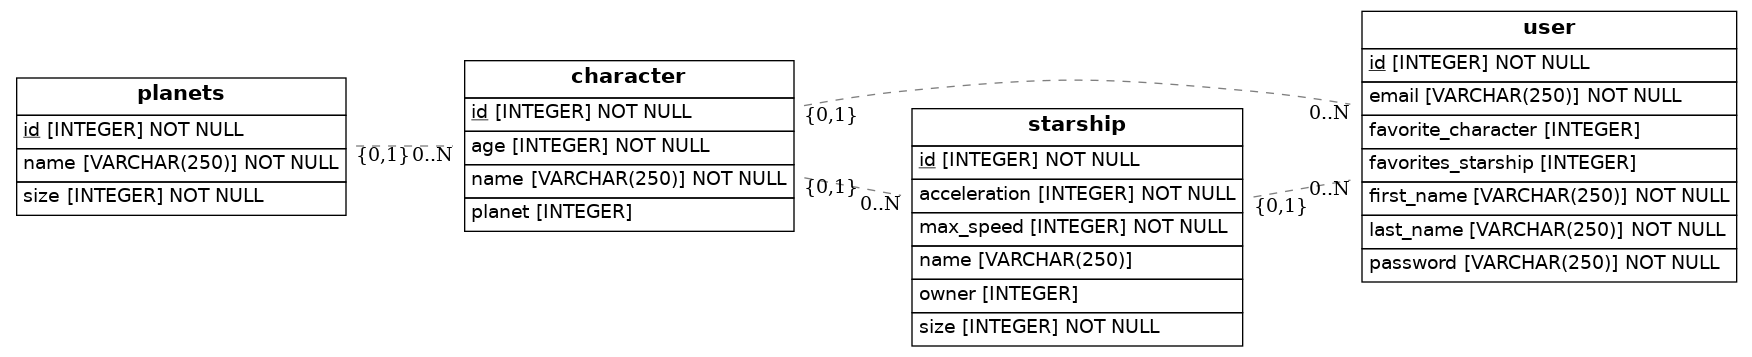 planets
id [INTEGER] NOT NULL
name [VARCHAR(250)] NOT NULL
size [INTEGER] NOT NULL
{0,1}
0..N
character
id [INTEGER] NOT NULL
age [INTEGER] NOT NULL
name [VARCHAR(250)] NOT NULL
planet [INTEGER]
{0,1}
0..N
{0,1}
0..N
starship
id [INTEGER] NOT NULL
acceleration [INTEGER] NOT NULL
max_speed [INTEGER] NOT NULL
name [VARCHAR(250)]
owner [INTEGER]
size [INTEGER] NOT NULL
{0,1}
0..N
user
id [INTEGER] NOT NULL
email [VARCHAR(250)] NOT NULL
favorite_character [INTEGER]
favorites_starship [INTEGER]
first_name [VARCHAR(250)] NOT NULL
last_name [VARCHAR(250)] NOT NULL
password [VARCHAR(250)] NOT NULL